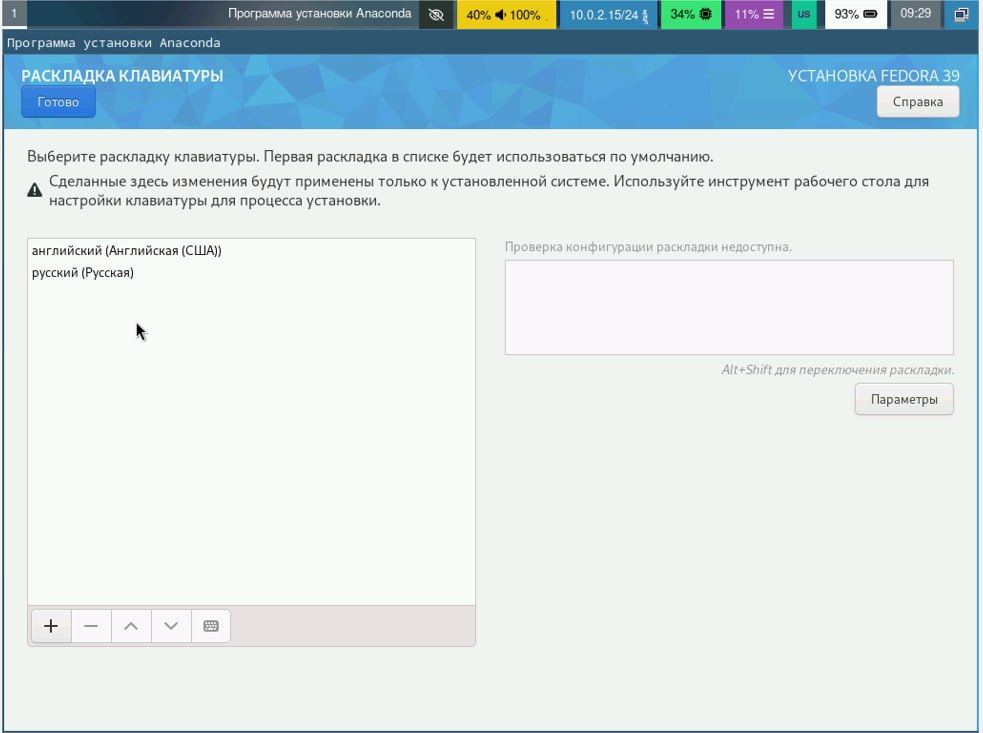 1 Программа установки Anaconda 40% 100% 10.0.2.15/24 34% 11% us 93% 09:29
Программа установки Anaconda
РАСКЛАДКА КЛАВИАТУРЫ
УСТАНОВКА FEDORA 39
Готово
Справка
Выберите раскладку клавиатуры. Первая раскладка в списке будет использоваться по умолчанию.
Сделанные здесь изменения будут применены только к установленной системе. Используйте инструмент рабочего стола для
настройки клавиатуры для процесса установки.
английский (Английская (США))
русский (Русская)
Проверка конфигурации раскладки недоступна.
Alt+Shift для переключения раскладки.
Параметры